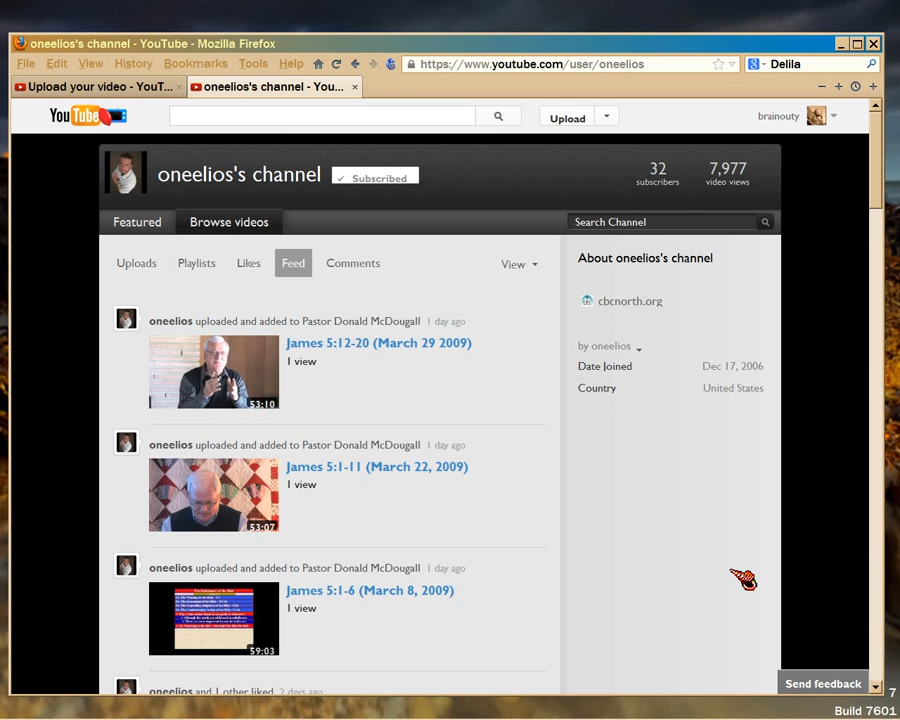 oneelios's channel - YouTube - Mozilla Firefox
File Edit View History Bookmarks Tools Help https://www.youtube.com/user/oneelios Delila
Upload your video - YouT... oneelios's channel - You...
YouTube Upload brainouty
oneelios's channel ✓ Subscribed
32 7,977
subscribers video views
Featured Browse videos Search Channel
Uploads Playlists Likes Feed Comments View
oneelios uploaded and added to Pastor Donald McDougall 1 day ago
James 5:12-20 (March 29 2009)
1 view
53:10
oneelios uploaded and added to Pastor Donald McDougall 1 day ago
James 5:1-11 (March 22, 2009)
1 view
53:07
oneelios uploaded and added to Pastor Donald McDougall 1 day ago
James 5:1-6 (March 8, 2009)
1 view
59:03
oneelios and 1 other liked 2 days ago
About oneelios's channel
cbcnorth.org
by oneelios
Date Joined Dec 17, 2006
Country United States
Send feedback
7
Build 7601